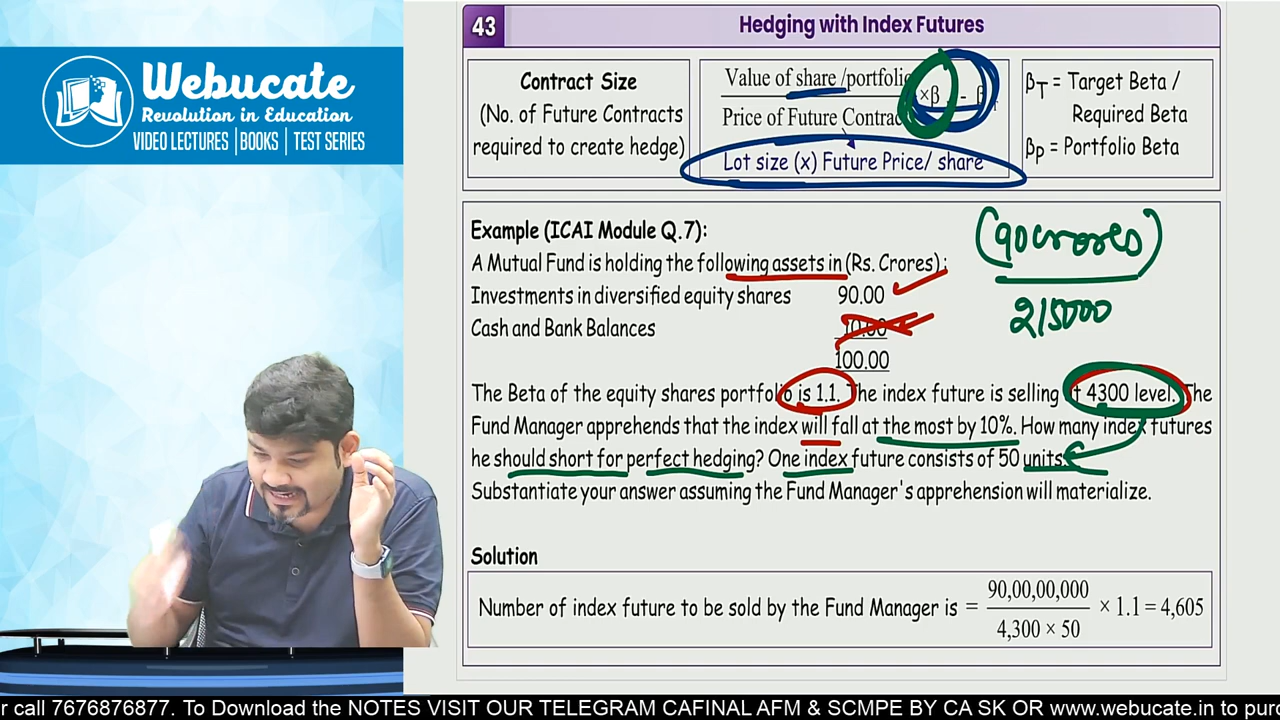 Webucate
Revolution in Education
VIDEO LECTURES | BOOKS | TEST SERIES
43
Hedging with Index Futures
Contract Size
(No. of Future Contracts
required to create hedge)
Value of share /portfolio
Price of Future Contrac
×β - β
Lot size (x) Future Price/ share
βT = Target Beta /
Required Beta
βP = Portfolio Beta
Example (ICAI Module Q.7):
A Mutual Fund is holding the following assets in (Rs. Crores) :
Investments in diversified equity shares 90.00
Cash and Bank Balances 10.00
100.00
(90 crores)
215000
The Beta of the equity shares portfolio is 1.1. The index future is selling at 4300 level. The
Fund Manager apprehends that the index will fall at the most by 10%. How many index futures
he should short for perfect hedging? One index future consists of 50 units.
Substantiate your answer assuming the Fund Manager's apprehension will materialize.
Solution
Number of index future to be sold by the Fund Manager is = 90,00,00,000 / 4,300 × 50 × 1.1 = 4,605
r call 7676876877. To Download the NOTES VISIT OUR TELEGRAM CAFINAL AFM & SCMPE BY CA SK OR www.webucate.in to purc